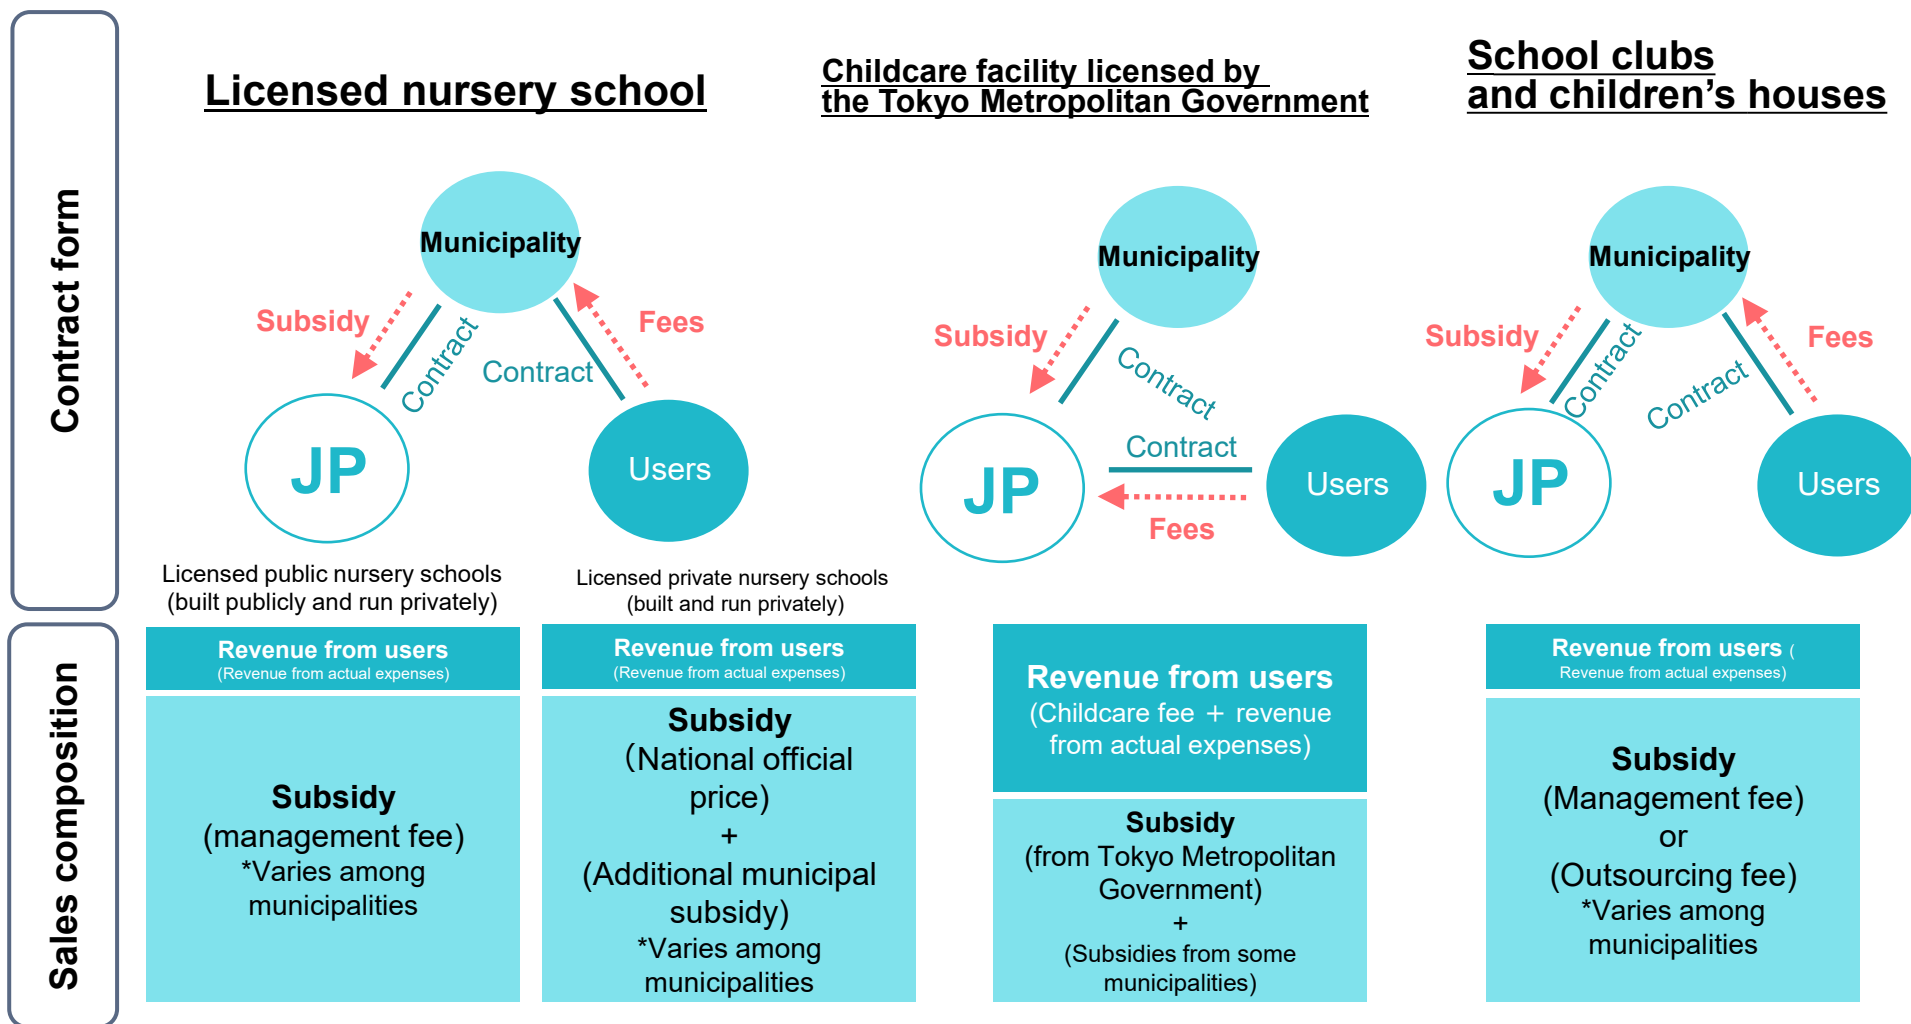 Contract form
Licensed nursery school
Municipality
Subsidy
Contract
Contract
Fees
JP
Users
Childcare facility licensed by
the Tokyo Metropolitan Government
Municipality
Subsidy
Contract
Contract
Fees
JP
Users
School clubs
and children's houses
Municipality
Subsidy
Contract
Contract
Fees
JP
Users
Sales composition
Licensed public nursery schools
(built publicly and run privately)
Revenue from users
(Revenue from actual expenses)
Subsidy
(management fee)
*Varies among
municipalities
Licensed private nursery schools
(built and run privately)
Revenue from users
(Revenue from actual expenses)
Subsidy
（National official
price)
+
(Additional municipal
subsidy)
*Varies among
municipalities
Revenue from users
(Childcare fee ＋ revenue
from actual expenses)
Subsidy
(from Tokyo Metropolitan
Government)
+
(Subsidies from some
municipalities)
Revenue from users (
Revenue from actual expenses)
Subsidy
(Management fee)
or
(Outsourcing fee)
*Varies among
municipalities